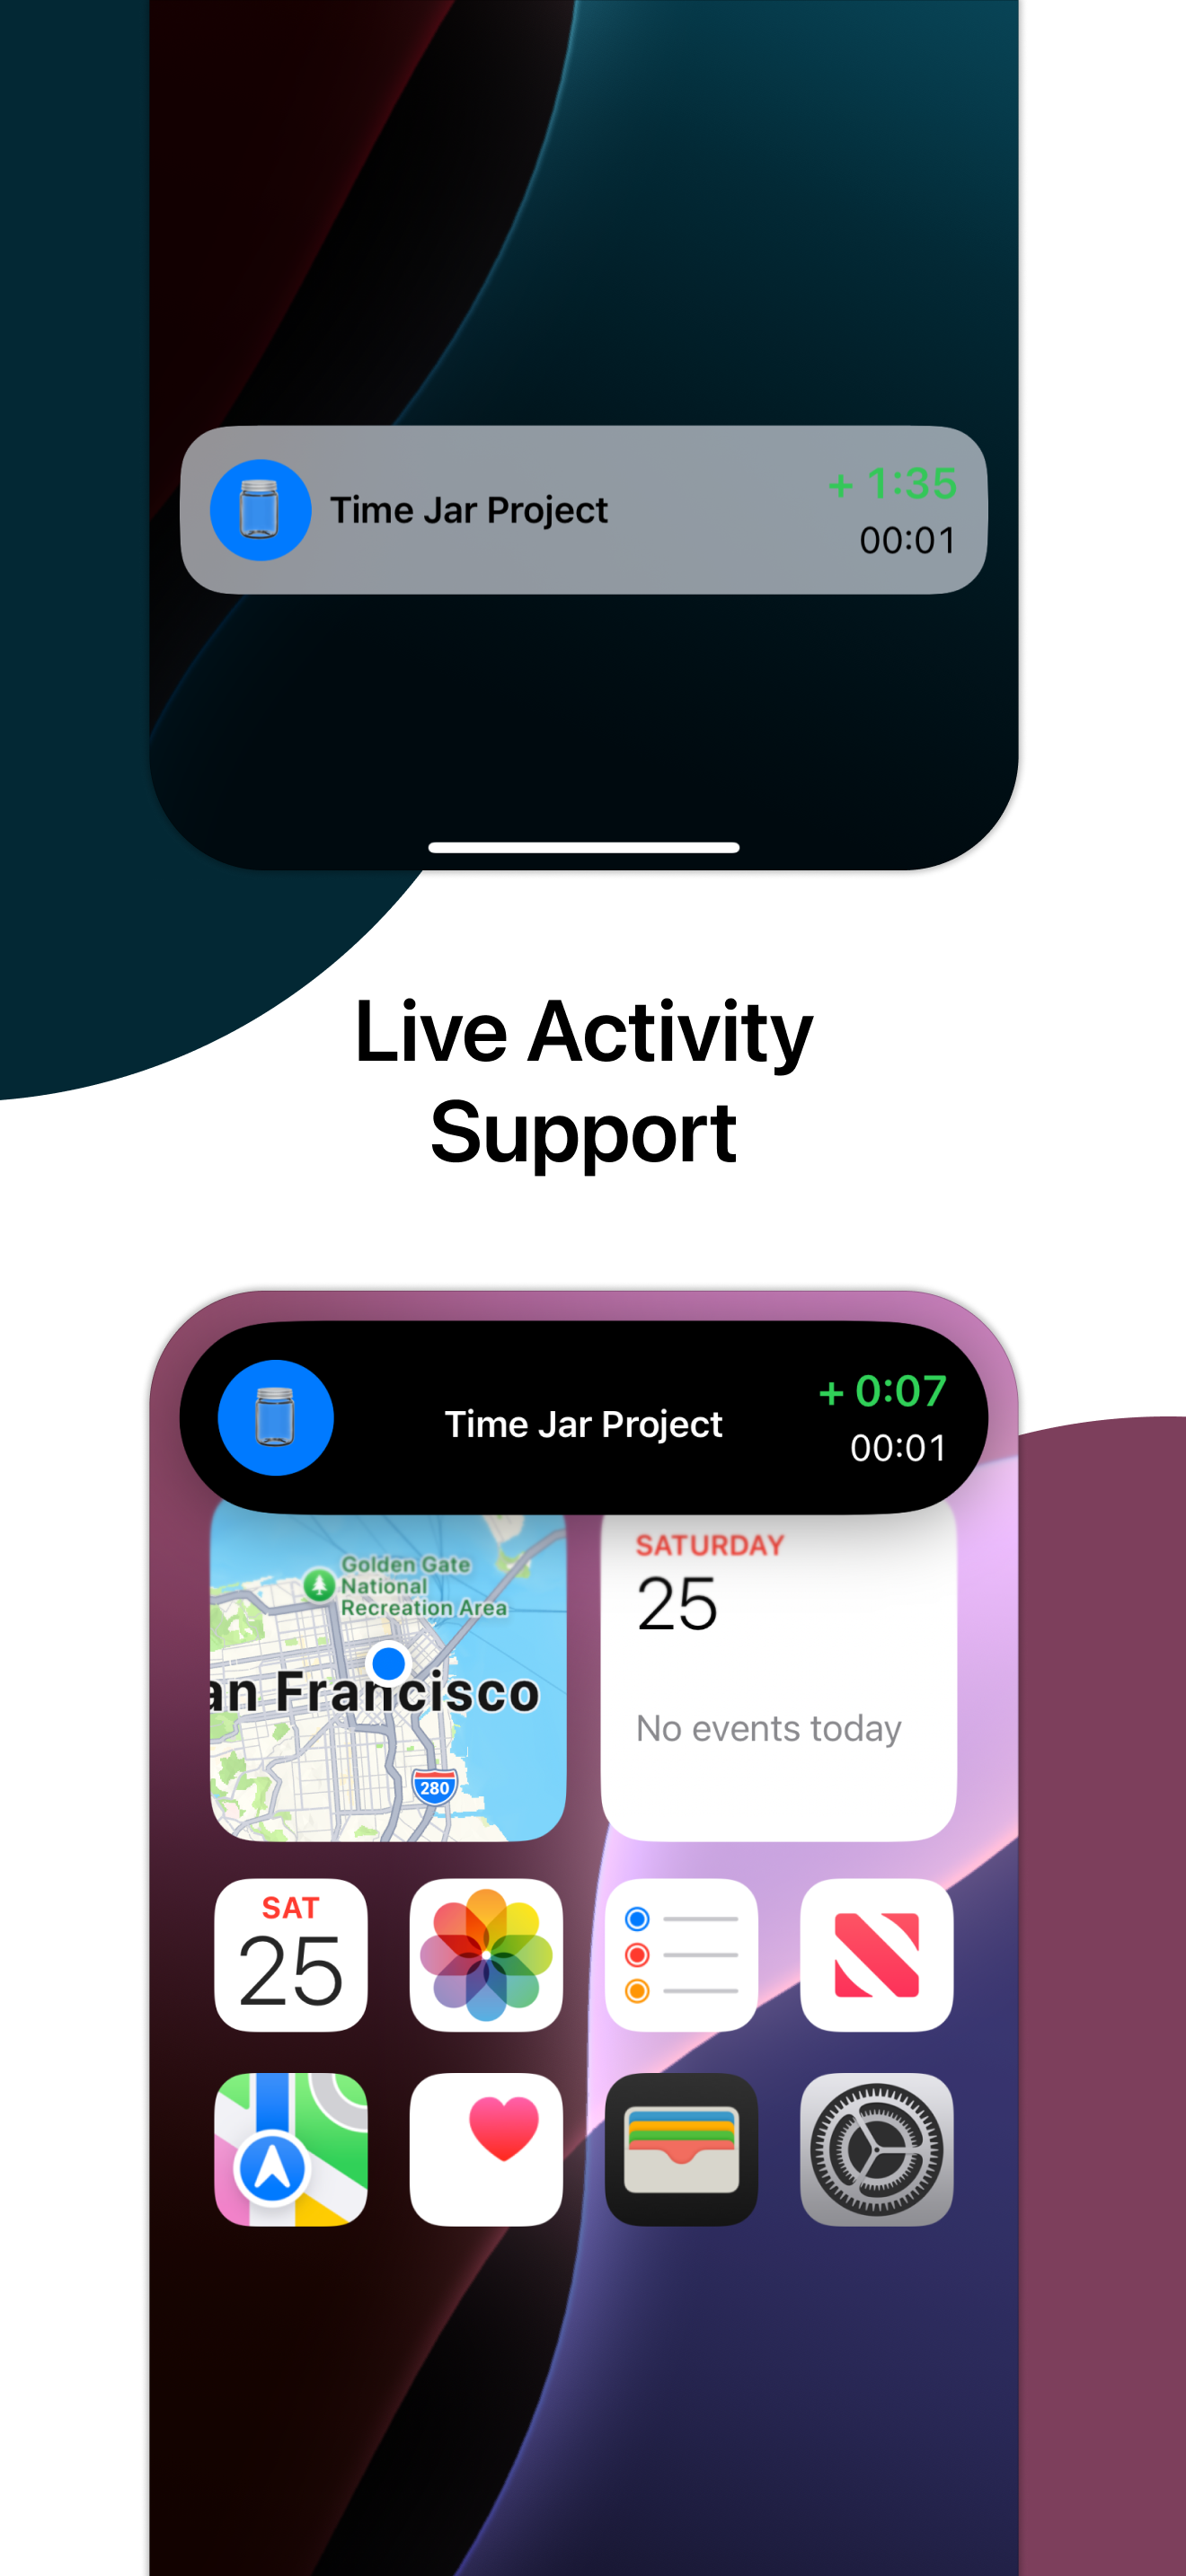 Time Jar Project
+ 1:35
00:01
Live Activity
Support
Time Jar Project
+ 0:07
00:01
Golden Gate
National
Recreation Area
an Francisco
280
SATURDAY
25
No events today
SAT
25